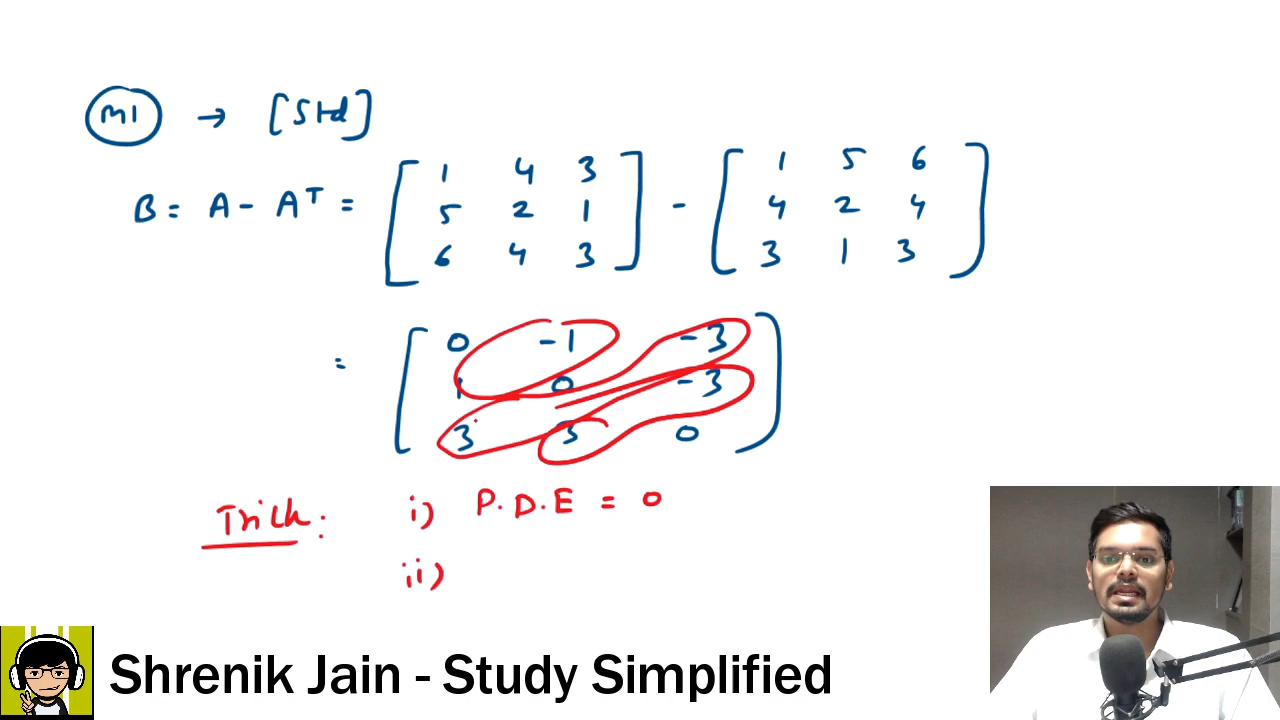 M1 → [Std]
B = A - Aᵀ = [ 1 4 3 ] - [ 1 5 6 ]
[ 5 2 1 ] [ 4 2 4 ]
[ 6 4 3 ] [ 3 1 3 ]
= [ 0 -1 -3 ]
[ 1 0 -3 ]
[ 3 3 0 ]
Trick: i) P.D.E = 0
ii)
Shrenik Jain - Study Simplified